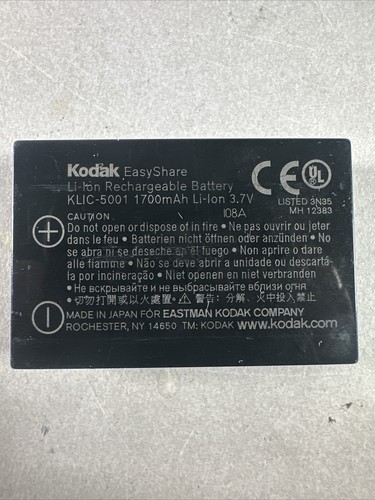 Kodak EasyShare
Li-Ion Rechargeable Battery
KLIC-5001 1700mAh Li-Ion 3.7V
CE UL
LISTED 3N35
MH 12383
CAUTION
I08A
Do not open or dispose of in fire • Ne pas ouvrir ou jeter
dans le feu • Batterien nicht öffnen oder anzünden • No
se abra ni se deseche en el fuego • Non aprire o dare
alle fiamme • Não abrir nem atirar a unidade ou descartá-
la por incineração • Niet openen en niet verbranden
• Не вскрывайте и не выбрасывайте вблизи огня
• 切勿打開或以火處置 ⚠ 警告: 分解、火中投入禁止
+
−
MADE IN JAPAN FOR EASTMAN KODAK COMPANY
ROCHESTER, NY 14650 TM: KODAK www.kodak.com